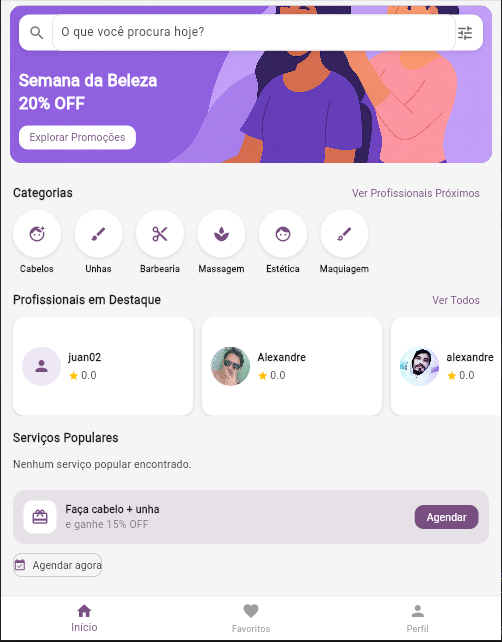 O que você procura hoje?
Semana da Beleza
20% OFF
Explorar Promoções
Categorias
Ver Profissionais Próximos
Cabelos
Unhas
Barbearia
Massagem
Estética
Maquiagem
Profissionais em Destaque
Ver Todos
juan02
0.0
Alexandre
0.0
alexandre
0.0
Serviços Populares
Nenhum serviço popular encontrado.
Faça cabelo + unha
e ganhe 15% OFF
Agendar
Agendar agora
Início
Favoritos
Perfil